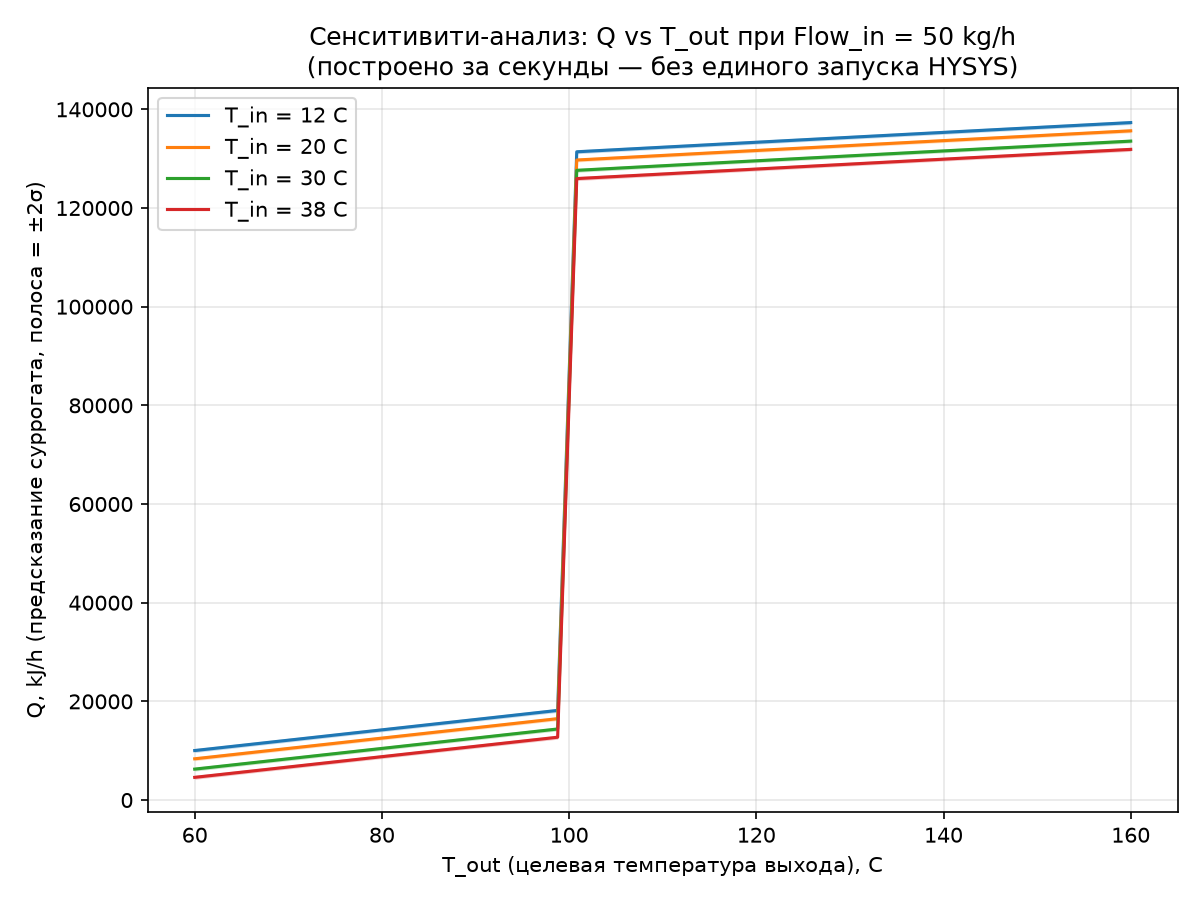 Сенситивити-анализ: Q vs T_out при Flow_in = 50 kg/h
(построено за секунды — без единого запуска HYSYS)
T_in = 12 C
T_in = 20 C
T_in = 30 C
T_in = 38 C
Q, kJ/h (предсказание суррогата, полоса = ±2σ)
140000
120000
100000
80000
60000
40000
20000
0
60
80
100
120
140
160
T_out (целевая температура выхода), C